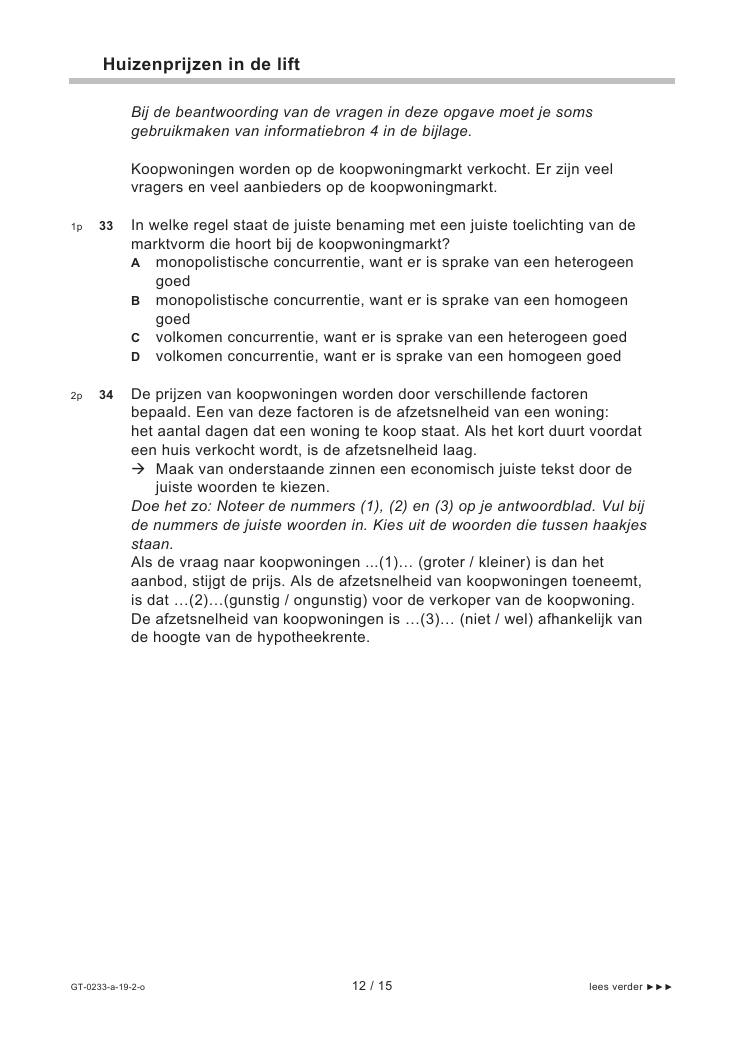 Huizenprijzen in de lift
Bij de beantwoording van de vragen in deze opgave moet je soms
gebruikmaken van informatiebron 4 in de bijlage.
Koopwoningen worden op de koopwoningmarkt verkocht. Er zijn veel
vragers en veel aanbieders op de koopwoningmarkt.
1p 33 In welke regel staat de juiste benaming met een juiste toelichting van de
marktvorm die hoort bij de koopwoningmarkt?
A monopolistische concurrentie, want er is sprake van een heterogeen
goed
B monopolistische concurrentie, want er is sprake van een homogeen
goed
C volkomen concurrentie, want er is sprake van een heterogeen goed
D volkomen concurrentie, want er is sprake van een homogeen goed
2p 34 De prijzen van koopwoningen worden door verschillende factoren
bepaald. Een van deze factoren is de afzetsnelheid van een woning:
het aantal dagen dat een woning te koop staat. Als het kort duurt voordat
een huis verkocht wordt, is de afzetsnelheid laag.
→ Maak van onderstaande zinnen een economisch juiste tekst door de
juiste woorden te kiezen.
Doe het zo: Noteer de nummers (1), (2) en (3) op je antwoordblad. Vul bij
de nummers de juiste woorden in. Kies uit de woorden die tussen haakjes
staan.
Als de vraag naar koopwoningen ...(1)… (groter / kleiner) is dan het
aanbod, stijgt de prijs. Als de afzetsnelheid van koopwoningen toeneemt,
is dat …(2)…(gunstig / ongunstig) voor de verkoper van de koopwoning.
De afzetsnelheid van koopwoningen is …(3)… (niet / wel) afhankelijk van
de hoogte van de hypotheekrente.
GT-0233-a-19-2-o 12 / 15 lees verder ►►►